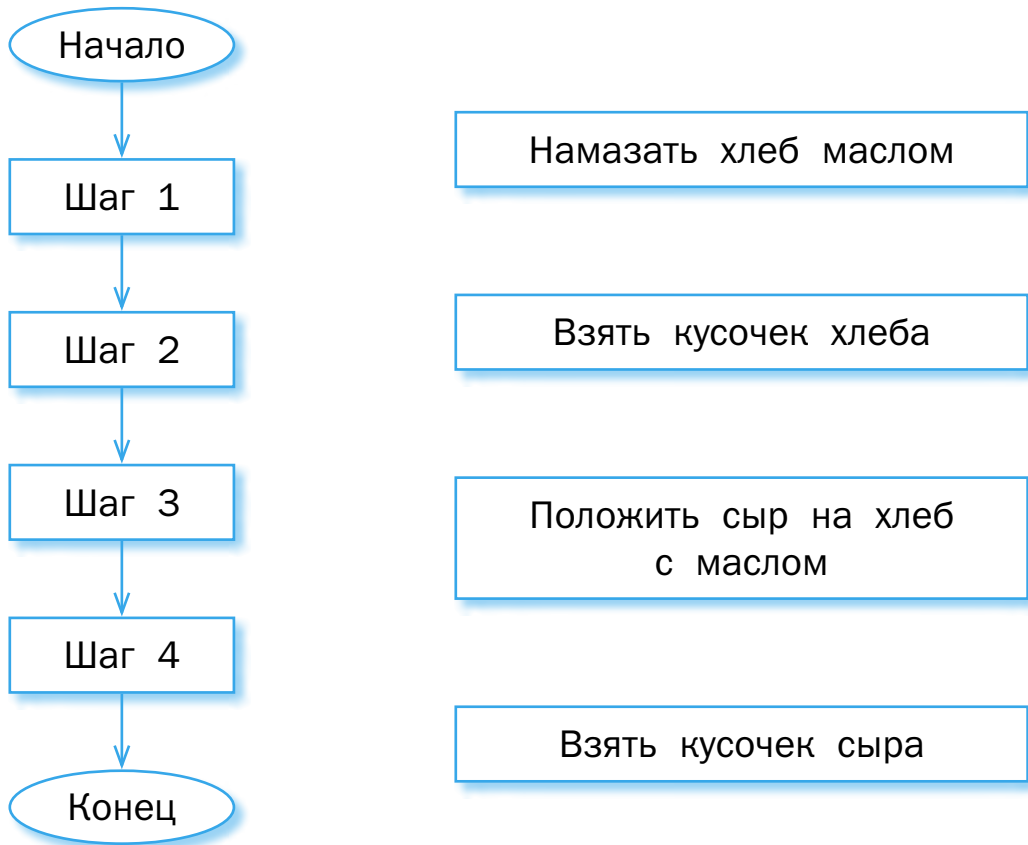 Начало
Шаг 1
Шаг 2
Шаг 3
Шаг 4
Конец
Намазать хлеб маслом
Взять кусочек хлеба
Положить сыр на хлеб
с маслом
Взять кусочек сыра